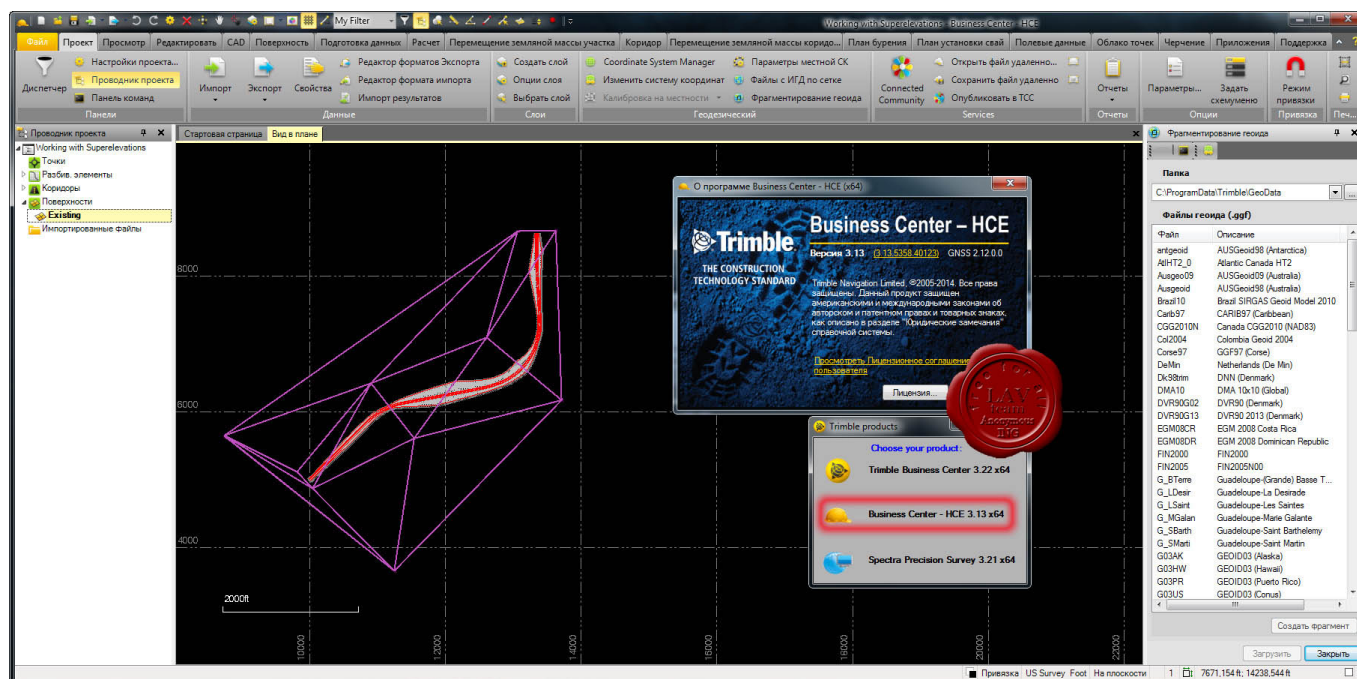 My Filter
Working with Superelevations - Business Center - HCE
Файл Проект Просмотр Редактировать CAD Поверхность Подготовка данных Расчет Перемещение земляной массы участка Коридор Перемещение земляной массы коридо... План бурения План установки свай Полевые данные Облако точек Черчение Приложения Поддержка
Диспетчер
Настройки проекта...
Проводник проекта
Панель команд
Панели
Импорт
Экспорт
Свойства
Редактор форматов Экспорта
Редактор формата импорта
Импорт результатов
Данные
Создать слой
Опции слоя
Выбрать слой
Слои
Coordinate System Manager
Изменить систему координат
Калибровка на местности
Параметры местной СК
Файлы с ИГД по сетке
Фрагментирование геоида
Геодезический
Connected Community
Открыть файл удаленно...
Сохранить файл удаленно
Опубликовать в TCC
Services
Отчеты
Отчеты
Параметры...
Задать схемуменю
Опции
Режим привязки
Привязка
Печ...
Проводник проекта
Working with Superelevations
Точки
Разбив. элементы
Коридоры
Поверхности
Existing
Импортированные файлы
Стартовая страница
Вид в плане
8000
6000
4000
2000ft
10000
12000
14000
16000
18000
20000
22000
О программе Business Center - HCE (x64)
Trimble
THE CONSTRUCTION
TECHNOLOGY STANDARD
Business Center – HCE
Версия 3.13 (3.13.5358.40123) GNSS 2.12.0.0
Trimble Navigation Limited, ©2005-2014. Все права
защищены. Данный продукт защищен
американскими и международными законами об
авторском и патентном правах и товарных знаках,
как описано в разделе "Юридические замечания"
справочной системы.
Просмотреть Лицензионное соглашение
пользователя
Лицензия...
LAV
team
Anonymous
ING
Trimble products
Choose your product:
Trimble Business Center 3.22 x64
Business Center - HCE 3.13 x64
Spectra Precision Survey 3.21 x64
Фрагментирование геоида
Папка
C:\ProgramData\Trimble\GeoData
...
Файлы геоида (.ggf)
Файл Описание
antgeoid AUSGeoid98 (Antarctica)
AtlHT2_0 Atlantic Canada HT2
Ausgeo09 AUSGeoid09 (Australia)
Ausgeoid AUSGeoid98 (Australia)
Brazil10 Brazil SIRGAS Geoid Model 2010
Carib97 CARIB97 (Caribbean)
CGG2010N Canada CGG2010 (NAD83)
Col2004 Colombia Geoid 2004
Corse97 GGF97 (Corse)
DeMin Netherlands (De Min)
Dk98trim DNN (Denmark)
DMA10 DMA 10x10 (Global)
DVR90G02 DVR90 (Denmark)
DVR90G13 DVR90 2013 (Denmark)
EGM08CR EGM 2008 Costa Rica
EGM08DR EGM 2008 Dominican Republic
FIN2000 FIN2000
FIN2005 FIN2005N00
G_BTerre Guadeloupe-(Grande) Basse T...
G_LDesir Guadeloupe-La Desirade
G_LSaint Guadeloupe-Les Saintes
G_MGalan Guadeloupe-Marie Galante
G_SBarth Guadeloupe-Saint Barthelemy
G_SMarti Guadeloupe-Saint Martin
G03AK GEOID03 (Alaska)
G03HW GEOID03 (Hawaii)
G03PR GEOID03 (Puerto Rico)
G03US GEOID03 (Conus)
Создать фрагмент
Загрузить
Закрыть
Привязка US Survey Foot На плоскости 1 7671,154 ft; 14238,544 ft